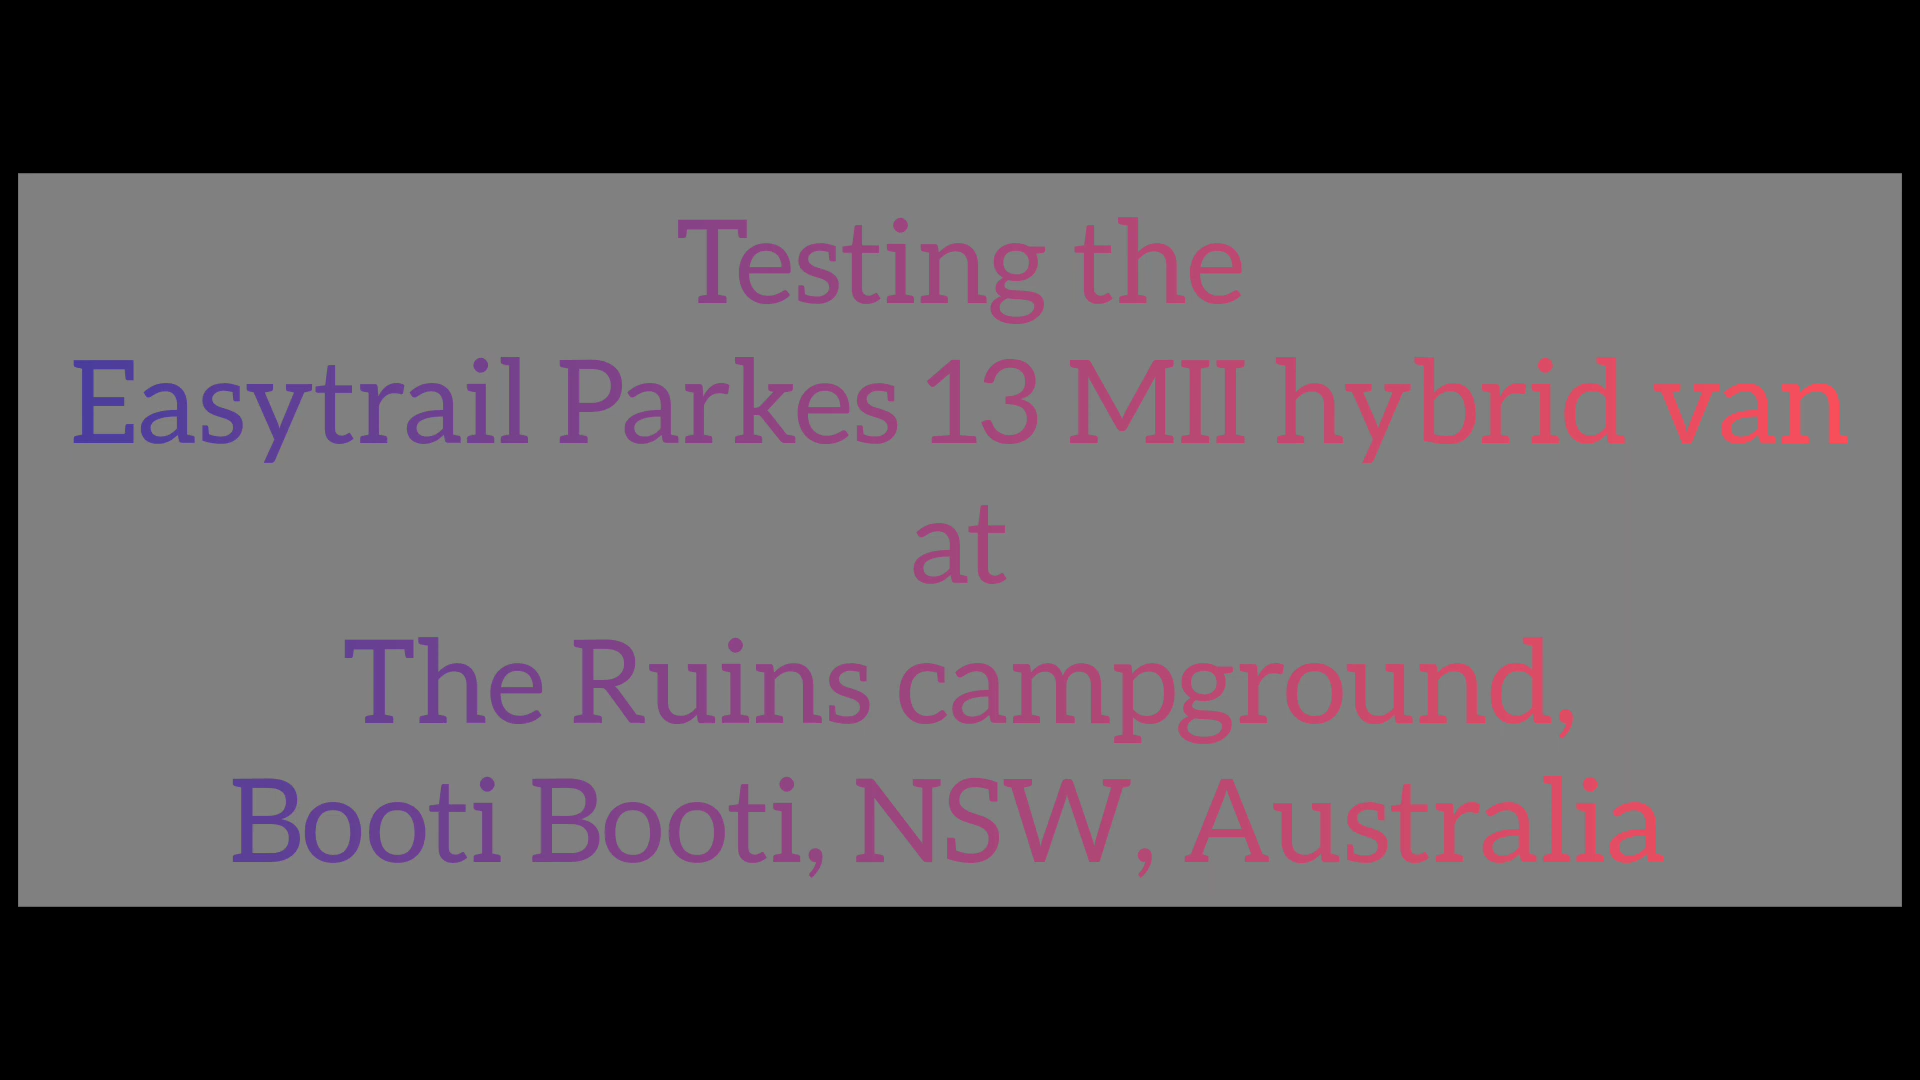 Testing the
Easytrail Parkes 13 MII hybrid van
at
The Ruins campground,
Booti Booti, NSW, Australia